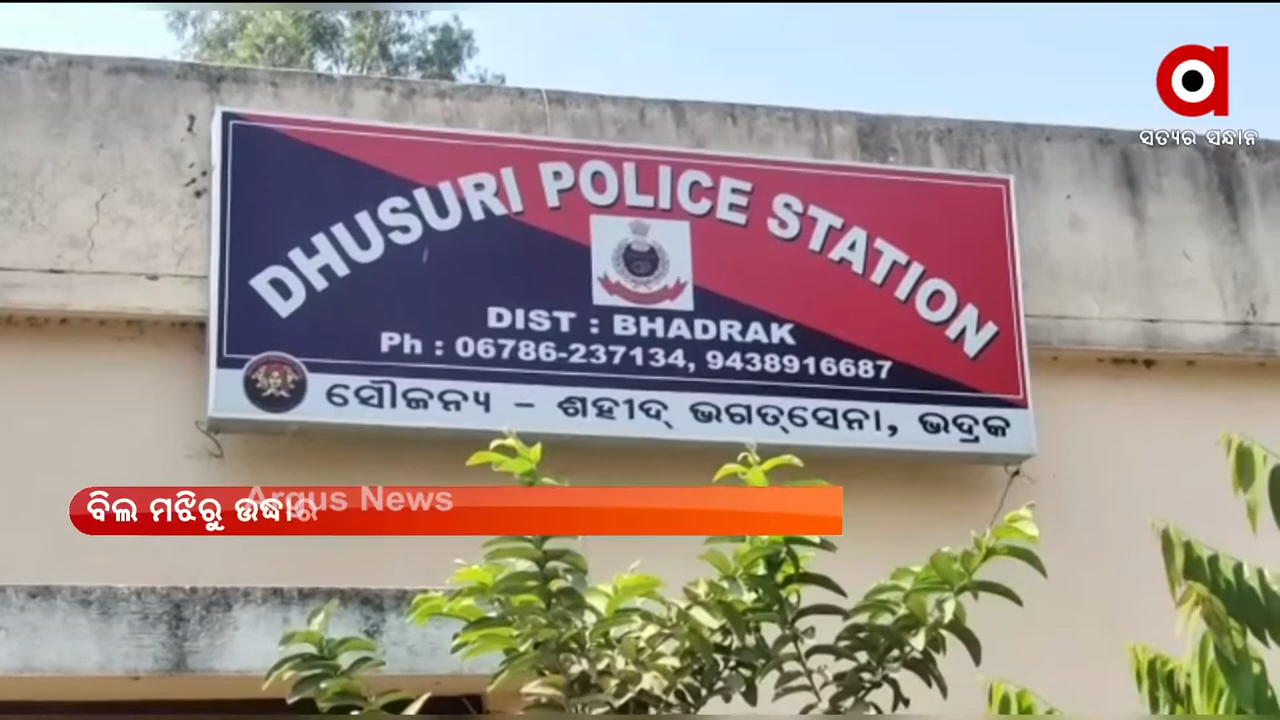 ସତ୍ୟର ସନ୍ଧାନ
DHUSURI POLICE STATION
DIST : BHADRAK
Ph : 06786-237134, 9438916687
ସୌଜନ୍ୟ - ଶହୀଦ୍ ଭଗତ୍‌ସେନା, ଭଦ୍ରକ
Argus News
ବିଲ ମଝିରୁ ଉଦ୍ଧାର